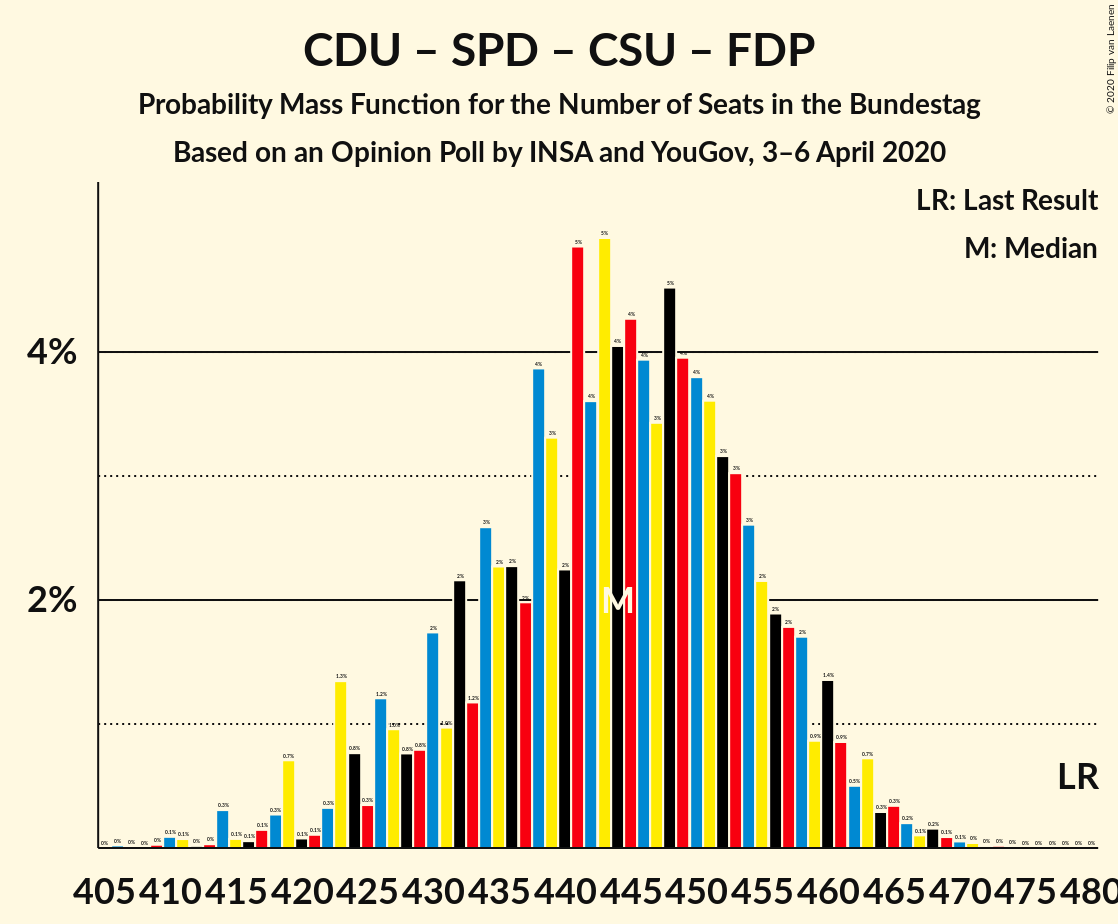 CDU – SPD – CSU – FDP
Probability Mass Function for the Number of Seats in the Bundestag
Based on an Opinion Poll by INSA and YouGov, 3–6 April 2020
© 2020 Filip van Laenen
LR: Last Result
M: Median
4%
2%
M
LR
405 410 415 420 425 430 435 440 445 450 455 460 465 470 475 480